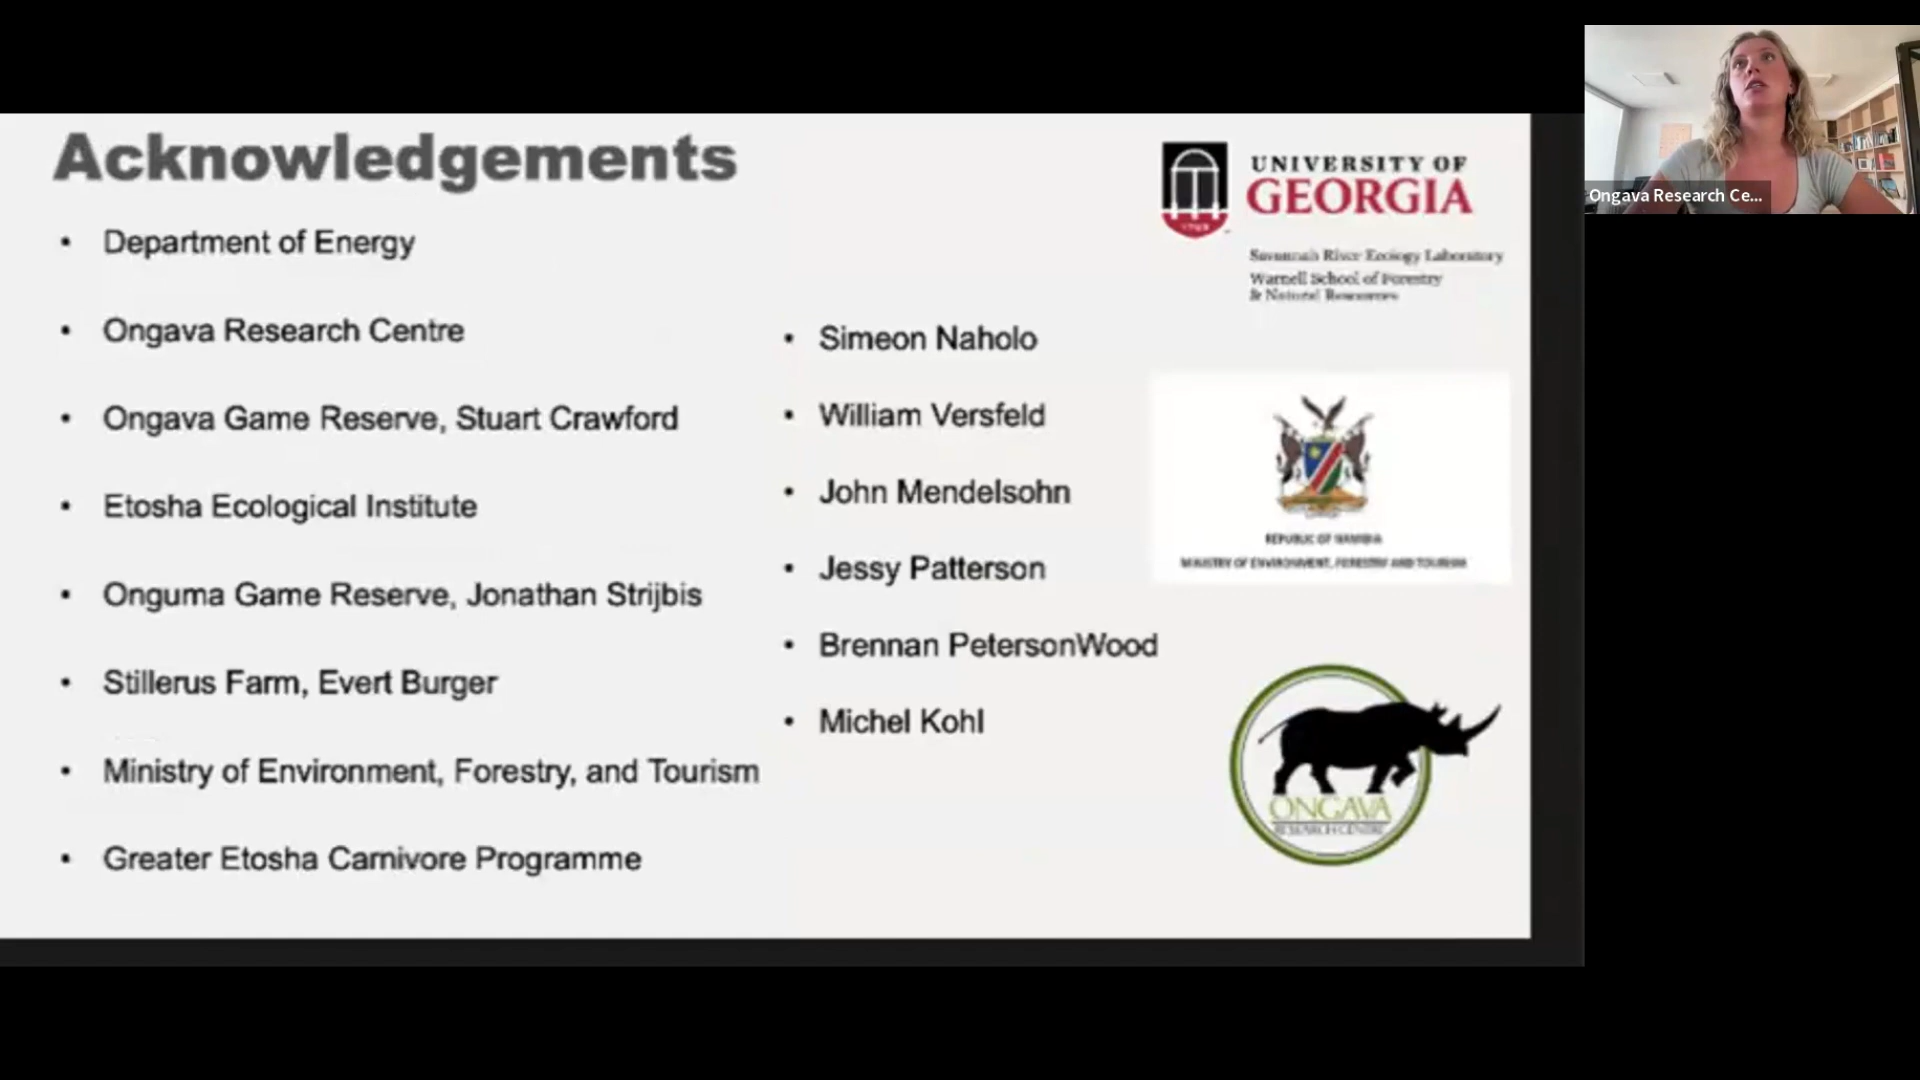 Acknowledgements
• Department of Energy
• Ongava Research Centre
• Ongava Game Reserve, Stuart Crawford
• Etosha Ecological Institute
• Onguma Game Reserve, Jonathan Strijbis
• Stillerus Farm, Evert Burger
• Ministry of Environment, Forestry, and Tourism
• Greater Etosha Carnivore Programme
• Simeon Naholo
• William Versfeld
• John Mendelsohn
• Jessy Patterson
• Brennan PetersonWood
• Michel Kohl
UNIVERSITY OF
GEORGIA
1785
Savannah River Ecology Laboratory
Warnell School of Forestry
& Natural Resources
REPUBLIC OF NAMIBIA
MINISTRY OF ENVIRONMENT, FORESTRY AND TOURISM
ONGAVA
RESEARCH CENTRE
Ongava Research Ce...